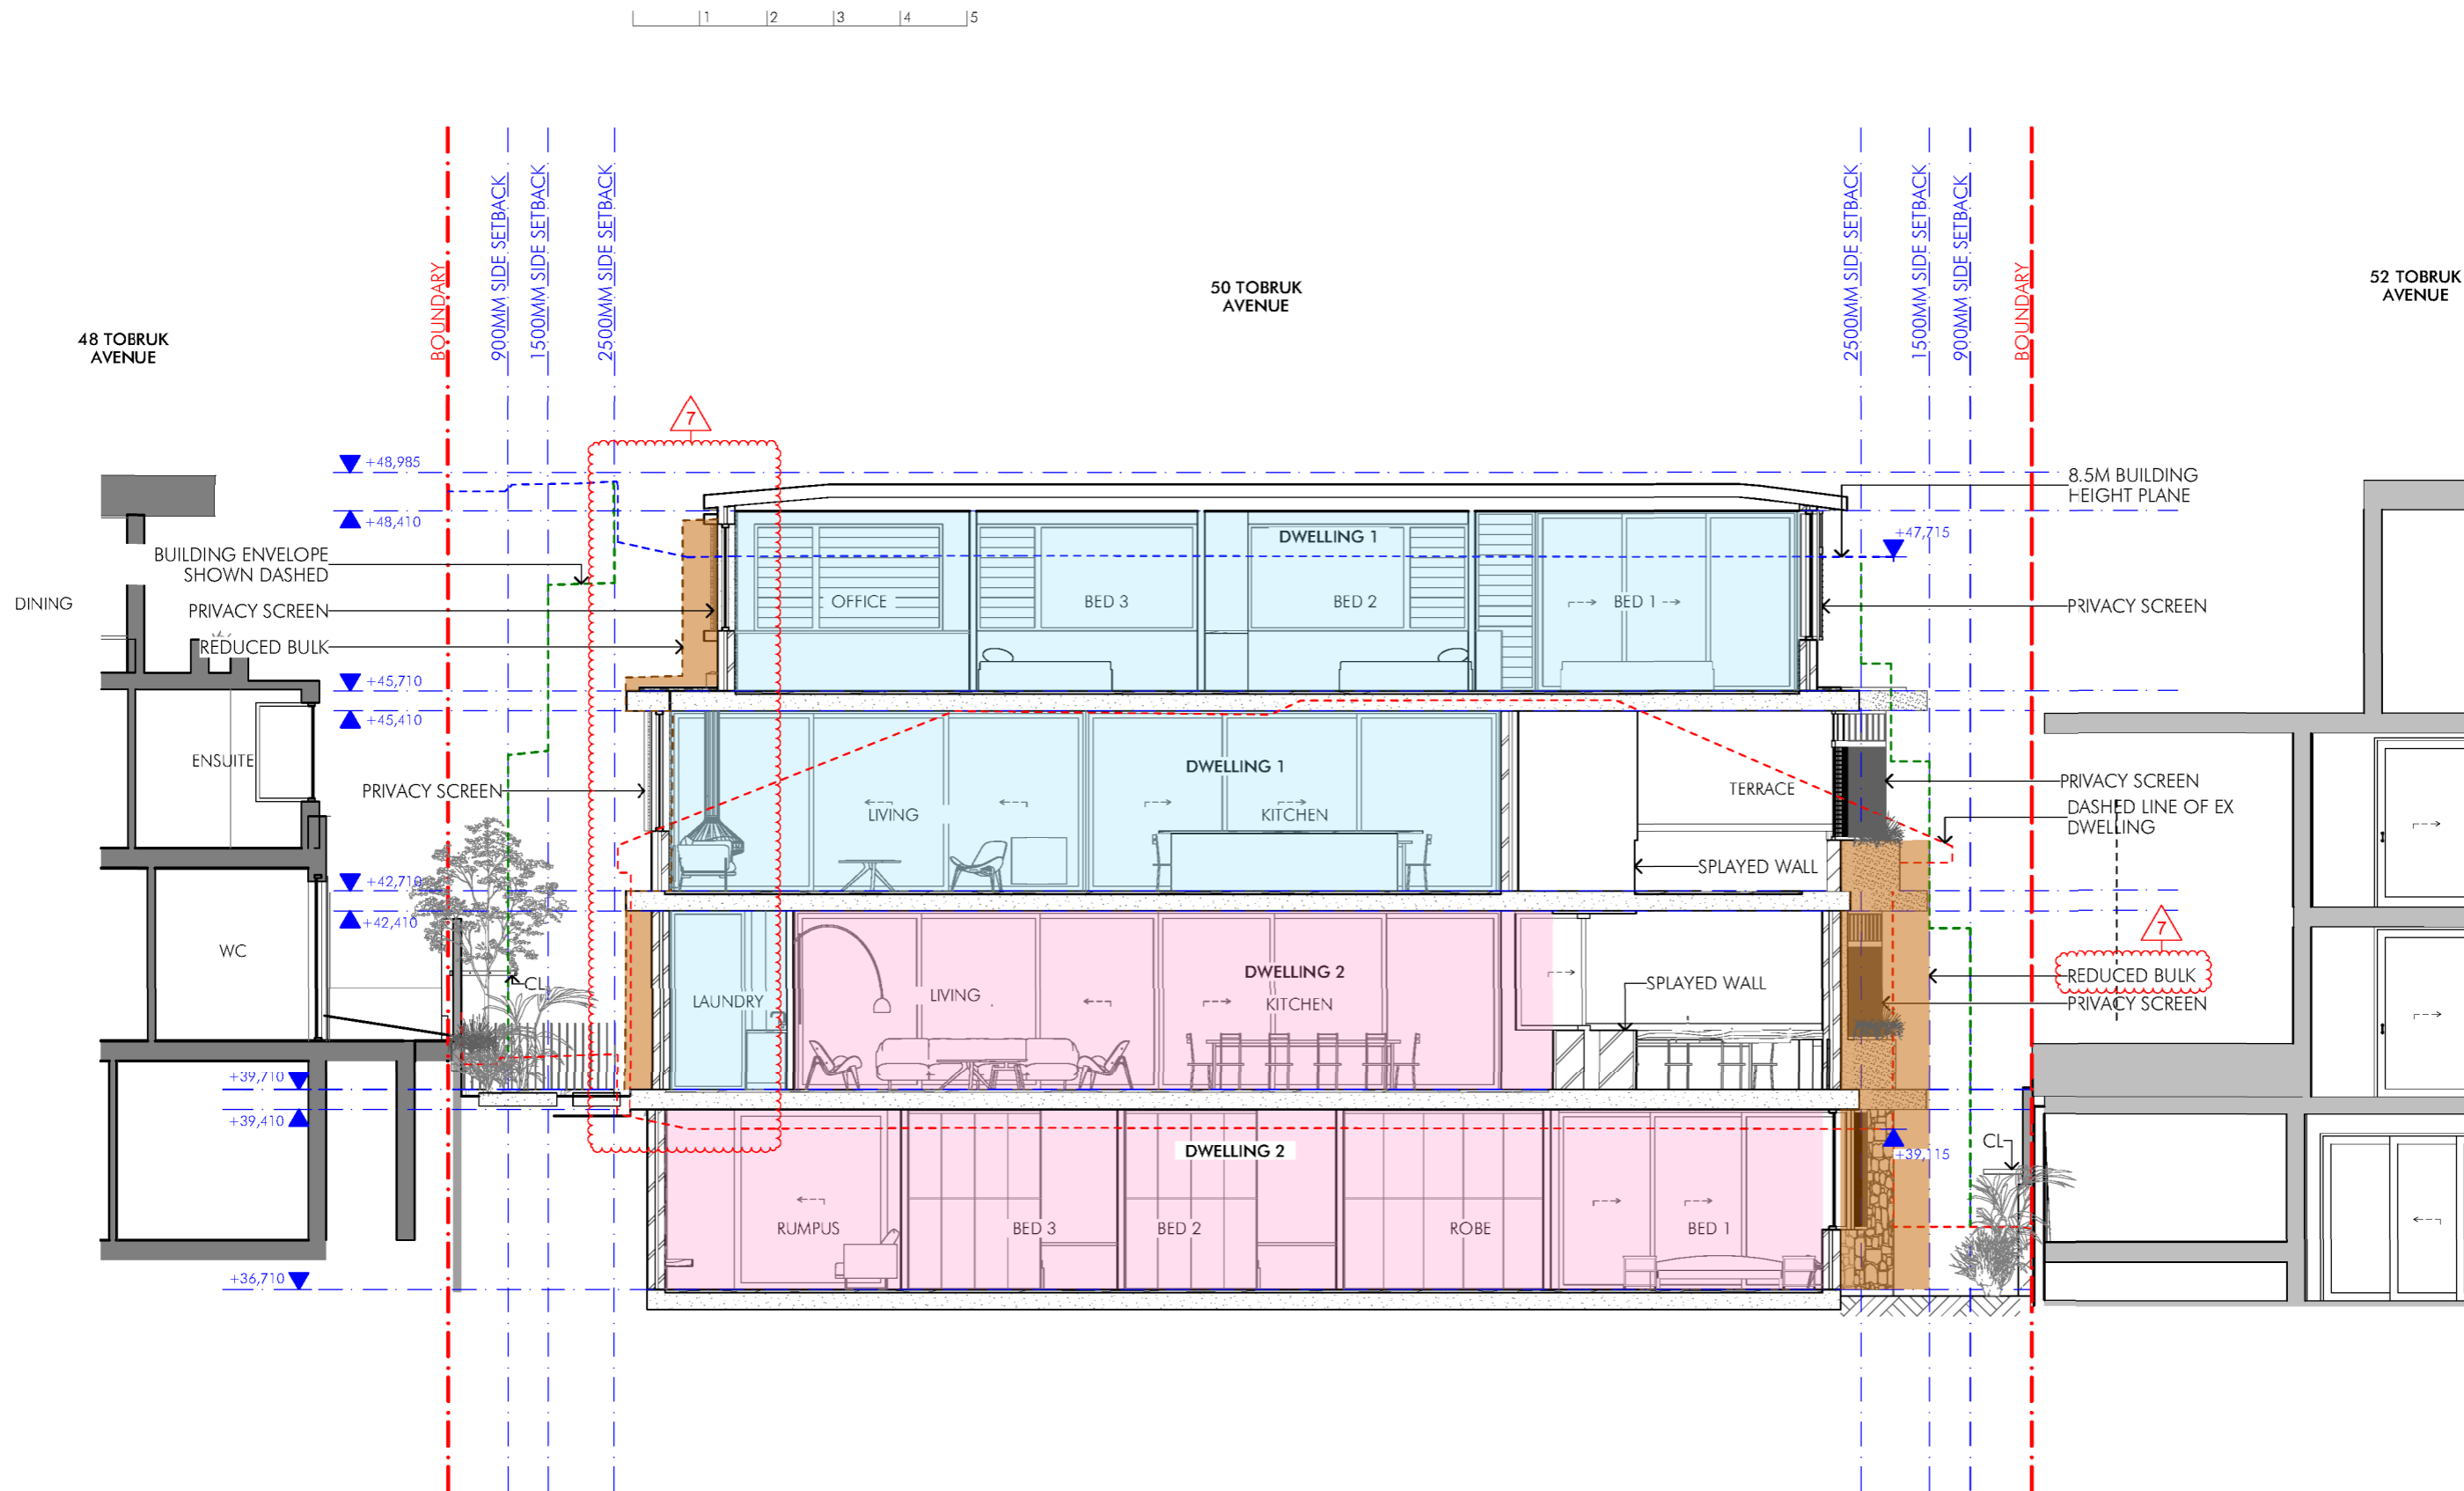 1 2 3 4 5
BOUNDARY
900MM SIDE SETBACK
1500MM SIDE SETBACK
2500MM SIDE SETBACK
2500MM SIDE SETBACK
1500MM SIDE SETBACK
900MM SIDE SETBACK
BOUNDARY
50 TOBRUK
AVENUE
52 TOBRUK
AVENUE
48 TOBRUK
AVENUE
7
+48,985
8.5M BUILDING
HEIGHT PLANE
+48,410
+47,715
DWELLING 1
BUILDING ENVELOPE
SHOWN DASHED
DINING
PRIVACY SCREEN
OFFICE
BED 3
BED 2
BED 1
PRIVACY SCREEN
REDUCED BULK
+45,710
+45,410
ENSUITE
DWELLING 1
PRIVACY SCREEN
TERRACE
PRIVACY SCREEN
LIVING
KITCHEN
DASHED LINE OF EX
DWELLING
SPLAYED WALL
+42,710
+42,410
7
WC
DWELLING 2
REDUCED BULK
CL
LAUNDRY
LIVING
KITCHEN
SPLAYED WALL
PRIVACY SCREEN
+39,710
+39,410
DWELLING 2
+39,115
CL
RUMPUS
BED 3
BED 2
ROBE
BED 1
+36,710